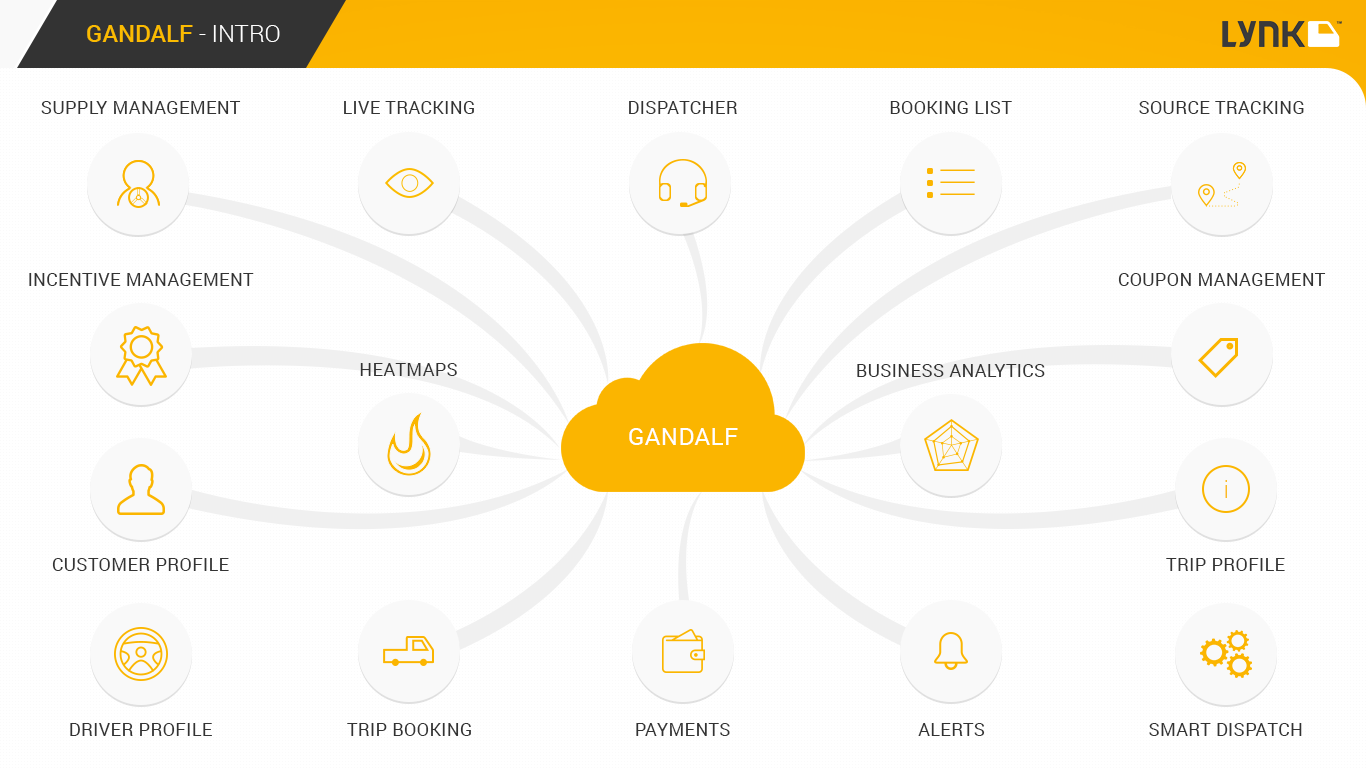 GANDALF - INTRO
LYNK™
SUPPLY MANAGEMENT
LIVE TRACKING
DISPATCHER
BOOKING LIST
SOURCE TRACKING
INCENTIVE MANAGEMENT
COUPON MANAGEMENT
HEATMAPS
BUSINESS ANALYTICS
GANDALF
i
CUSTOMER PROFILE
TRIP PROFILE
DRIVER PROFILE
TRIP BOOKING
PAYMENTS
ALERTS
SMART DISPATCH